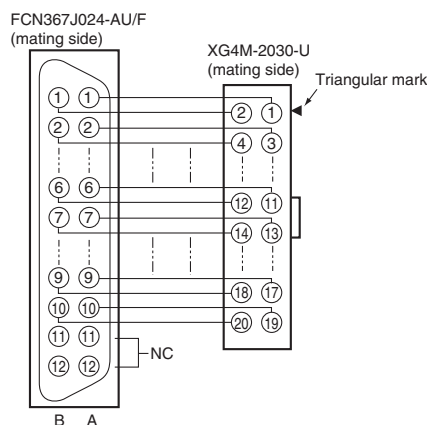 FCN367J024-AU/F
(mating side)
XG4M-2030-U
(mating side)
Triangular mark
1 1 2 1
2 2 4 3
6 6 12 11
7 7 14 13
9 9 18 17
10 10 20 19
11 11
NC
12 12
B A